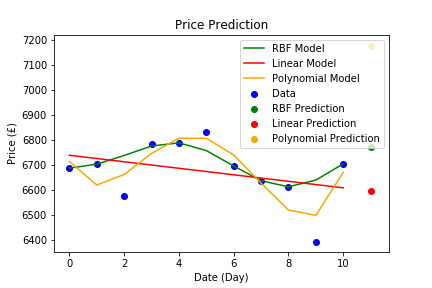 Price Prediction
Price (£)
7200
7100
7000
6900
6800
6700
6600
6500
6400
RBF Model
Linear Model
Polynomial Model
Data
RBF Prediction
Linear Prediction
Polynomial Prediction
0 2 4 6 8 10
Date (Day)